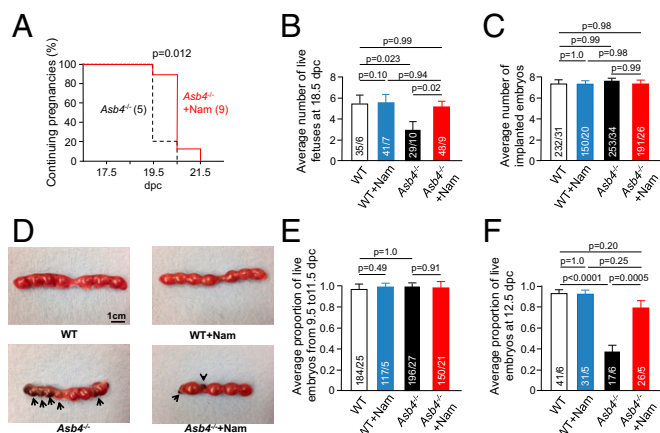 A
Continuing pregnancies (%)
100
80
60
40
20
0
p=0.012
Asb4-/- (5)
Asb4-/-
+Nam (9)
17.5 19.5 21.5
dpc
B
Average number of live
fetuses at 18.5 dpc
10
8
6
4
2
0
p=0.99
p=0.023
p=0.10 p=0.94
p=0.02
35/6
41/7
29/10
48/9
WT
WT+Nam
Asb4-/-
Asb4-/-
+Nam
C
Average number of
implanted embryos
10
8
6
4
2
0
p=0.98
p=0.99
p=1.0 p=0.98
p=0.99
232/31
150/20
253/34
191/26
WT
WT+Nam
Asb4-/-
Asb4-/-
+Nam
D
1cm
WT
WT+Nam
Asb4-/-
Asb4-/-+Nam
E
Average proportion of live
embryos from 9.5 to11.5 dpc
1.0
0.8
0.6
0.4
0.2
0
p=1.0
p=0.49 p=0.91
184/25
117/5
196/27
150/21
WT
WT+Nam
Asb4-/-
Asb4-/-
+Nam
F
Average proportion of live
embryos at 12.5 dpc
1.0
0.8
0.6
0.4
0.2
0
p=0.20
p=1.0 p=0.25
p<0.0001 p=0.0005
41/6
31/5
17/6
26/5
WT
WT+Nam
Asb4-/-
Asb4-/-
+Nam